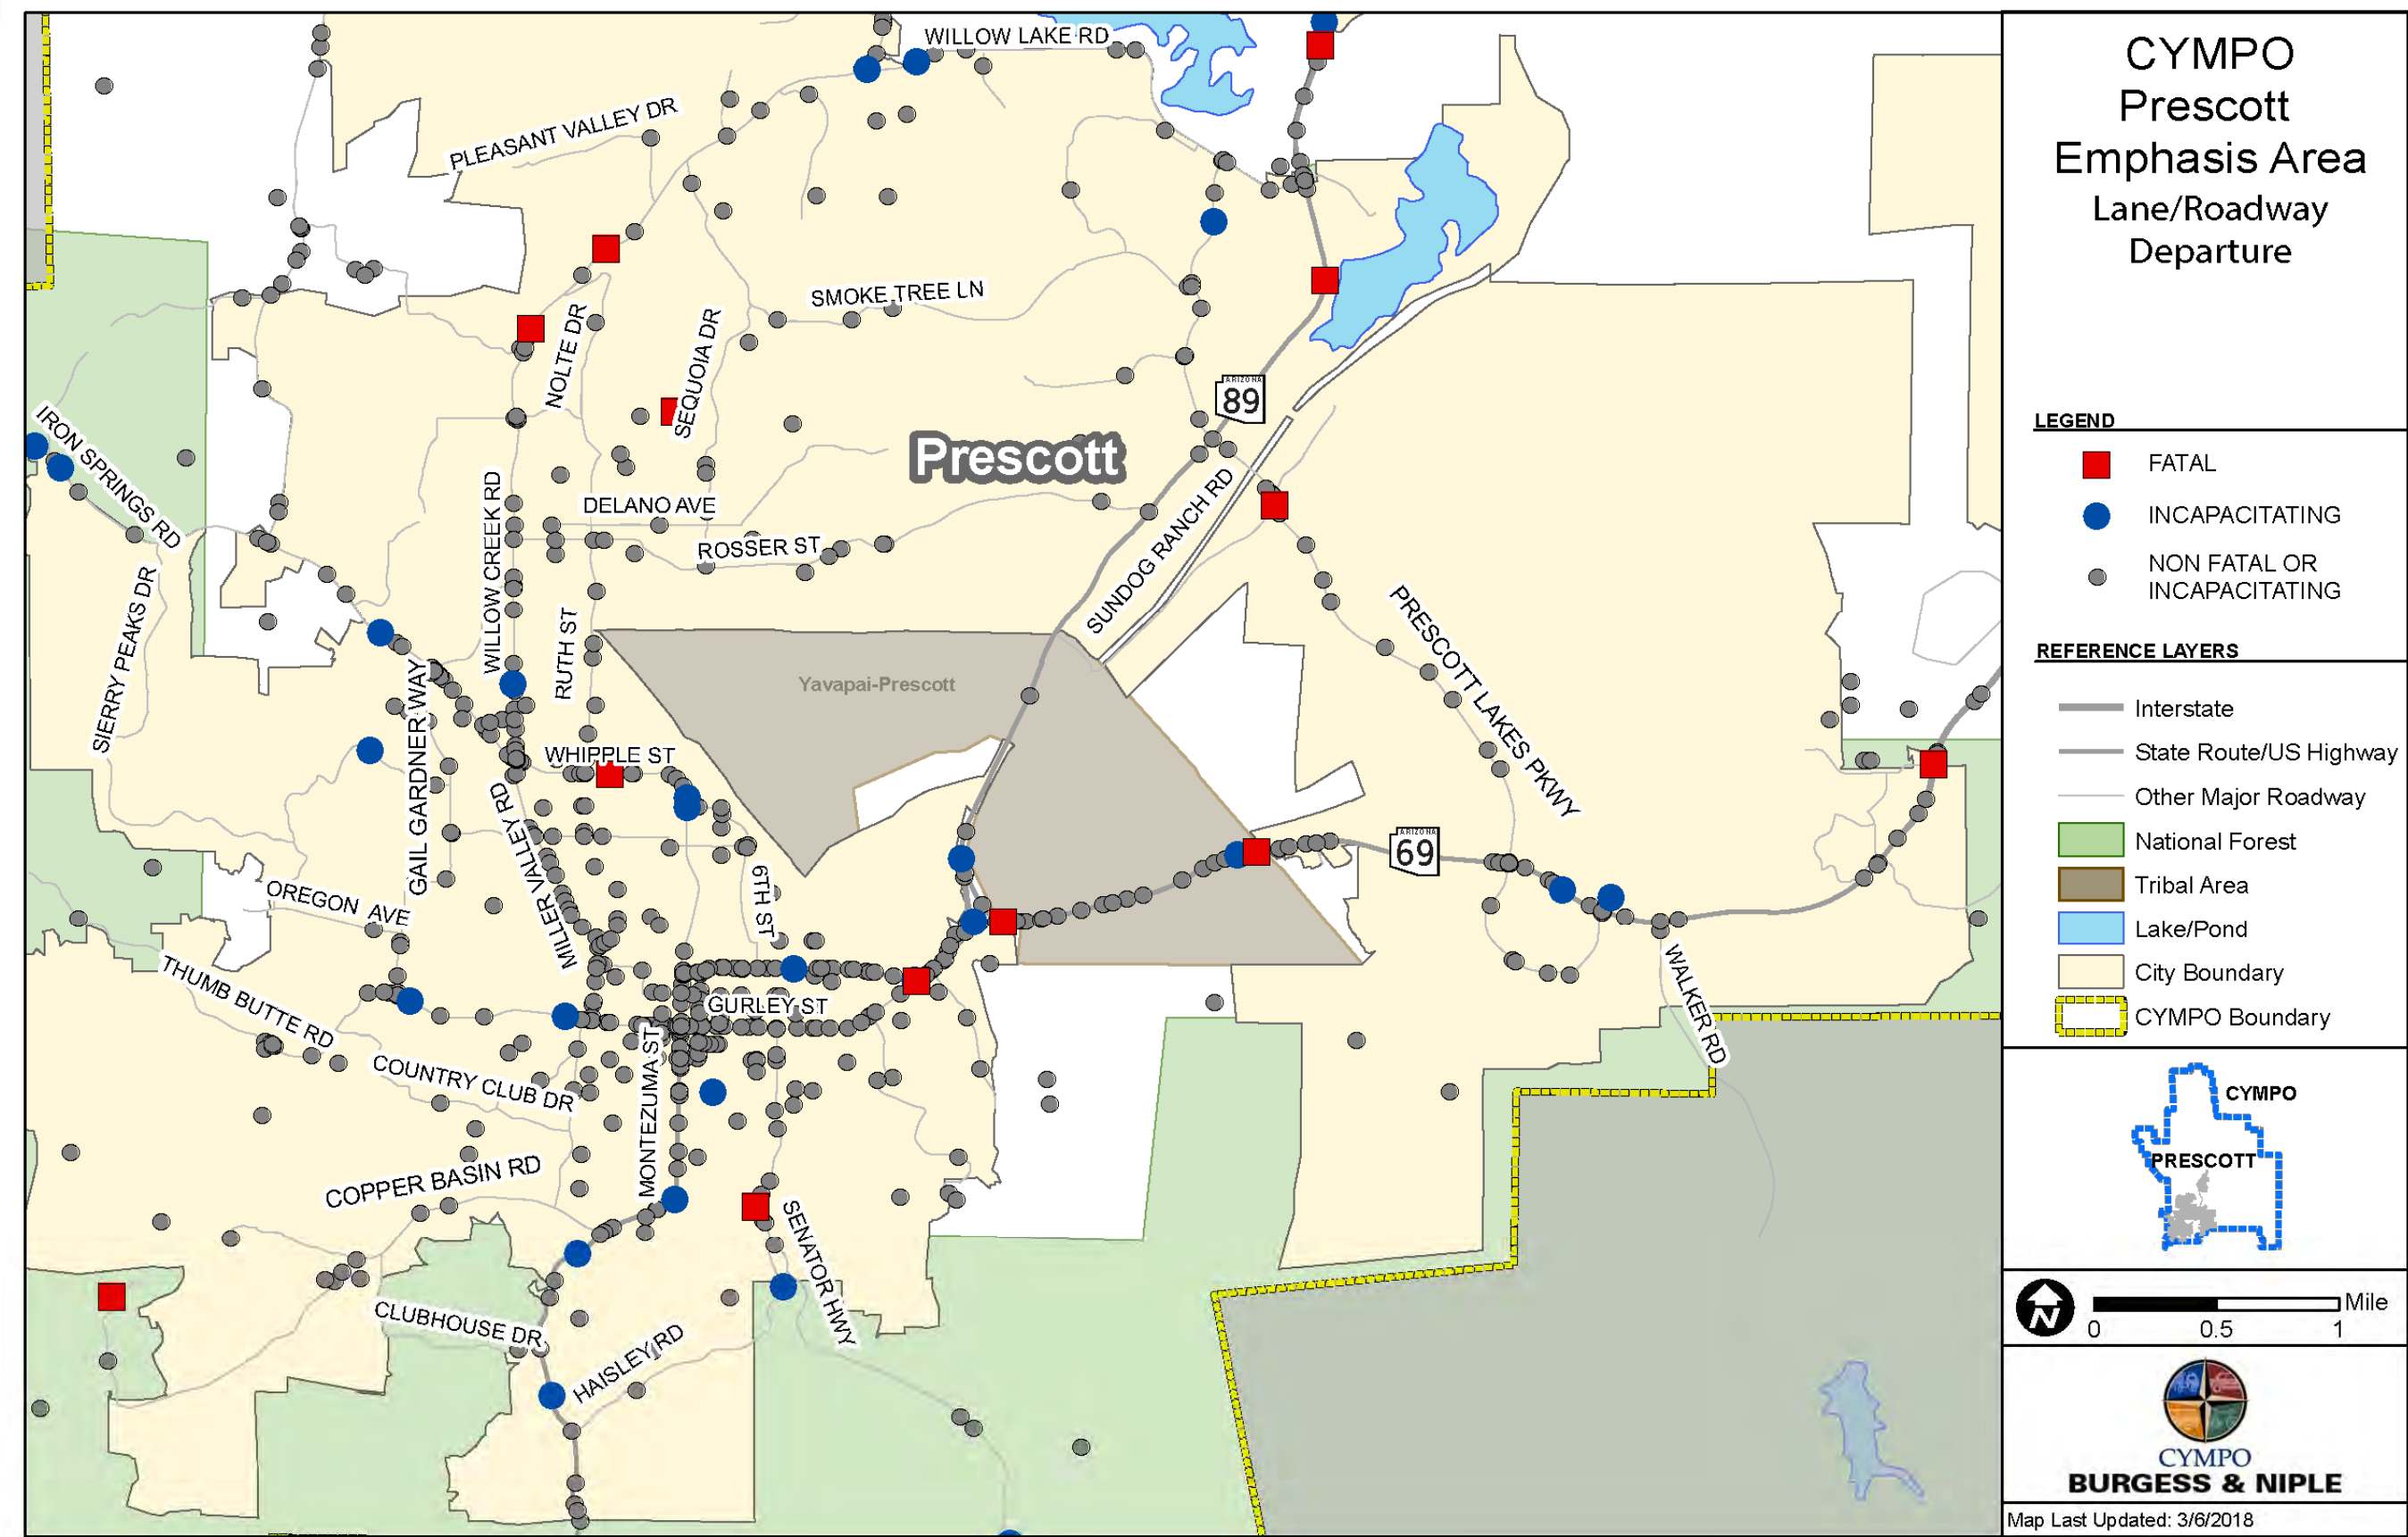 WILLOW LAKE RD
PLEASANT VALLEY DR
SMOKE TREE LN
NOLTE DR
SEQUOIA DR
ARIZONA
89
IRON SPRINGS RD
Prescott
WILLOW CREEK RD
DELANO AVE
SUNDOG RANCH RD
ROSSER ST
SIERRY PEAKS DR
RUTH ST
PRESCOTT LAKES PKWY
Yavapai-Prescott
GAIL GARDNER WAY
WHIPPLE ST
MILLER VALLEY RD
ARIZONA
69
6TH ST
OREGON AVE
THUMB BUTTE RD
GURLEY ST
WALKER RD
COUNTRY CLUB DR
MONTEZUMA ST
COPPER BASIN RD
SENATOR HWY
CLUBHOUSE DR
HAISLEY RD
CYMPO
Prescott
Emphasis Area
Lane/Roadway
Departure
LEGEND
FATAL
INCAPACITATING
NON FATAL OR
INCAPACITATING
REFERENCE LAYERS
Interstate
State Route/US Highway
Other Major Roadway
National Forest
Tribal Area
Lake/Pond
City Boundary
CYMPO Boundary
CYMPO
PRESCOTT
N
Mile
0 0.5 1
CYMPO
BURGESS & NIPLE
Map Last Updated: 3/6/2018